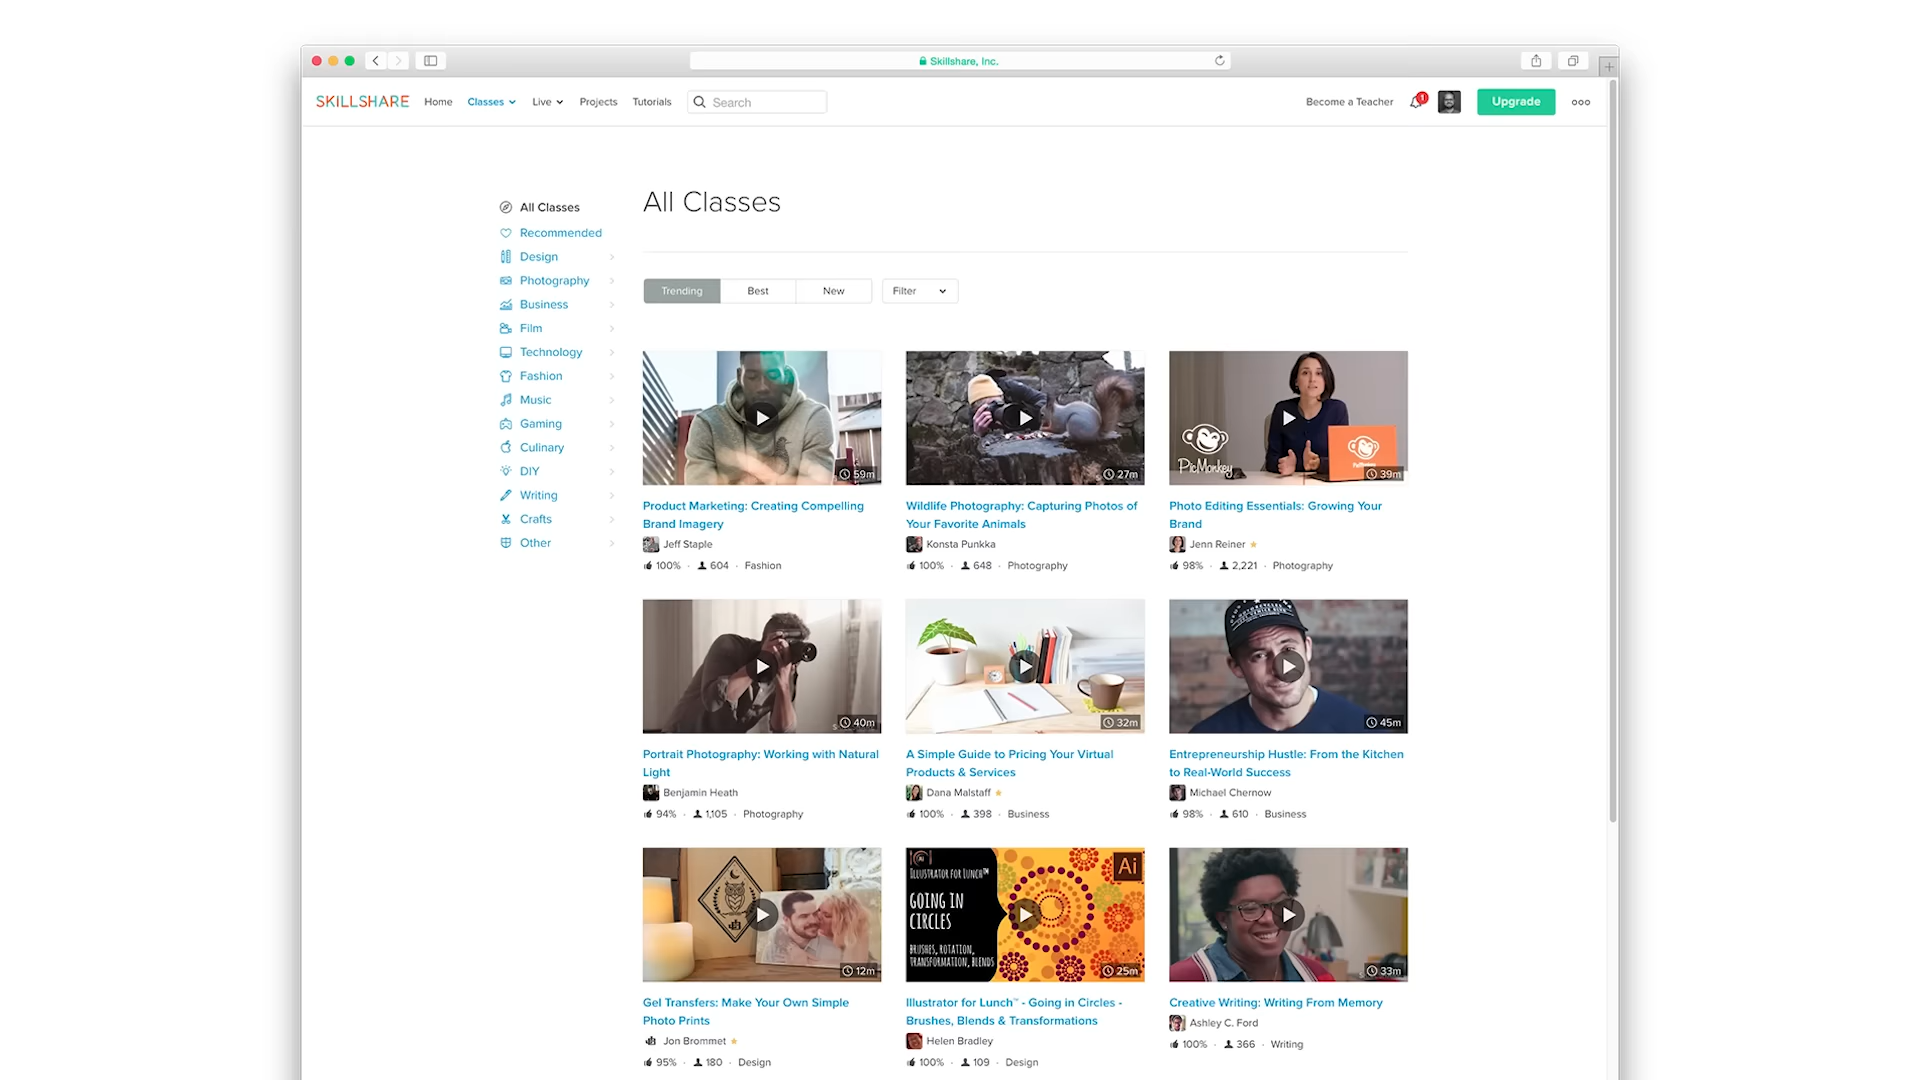 Skillshare, Inc.
SKILLSHARE Home Classes Live Projects Tutorials Search Become a Teacher 1 Upgrade
All Classes
Recommended
Design
Photography
Business
Film
Technology
Fashion
Music
Gaming
Culinary
DIY
Writing
Crafts
Other
All Classes
Trending Best New Filter
59m
Product Marketing: Creating Compelling
Brand Imagery
Jeff Staple
100% · 604 · Fashion
27m
Wildlife Photography: Capturing Photos of
Your Favorite Animals
Konsta Punkka
100% · 648 · Photography
PicMonkey
39m
Photo Editing Essentials: Growing Your
Brand
Jenn Reiner
98% · 2,221 · Photography
40m
Portrait Photography: Working with Natural
Light
Benjamin Heath
94% · 1,105 · Photography
32m
A Simple Guide to Pricing Your Virtual
Products & Services
Dana Malstaff
100% · 398 · Business
45m
Entrepreneurship Hustle: From the Kitchen
to Real-World Success
Michael Chernow
98% · 610 · Business
12m
Gel Transfers: Make Your Own Simple
Photo Prints
Jon Brommet
95% · 180 · Design
Ai
ILLUSTRATOR FOR LUNCH™
GOING IN
CIRCLES
BRUSHES, ROTATION,
TRANSFORMATION, BLENDS
Ai
25m
Illustrator for Lunch™ - Going in Circles -
Brushes, Blends & Transformations
Helen Bradley
100% · 109 · Design
33m
Creative Writing: Writing From Memory
Ashley C. Ford
100% · 366 · Writing